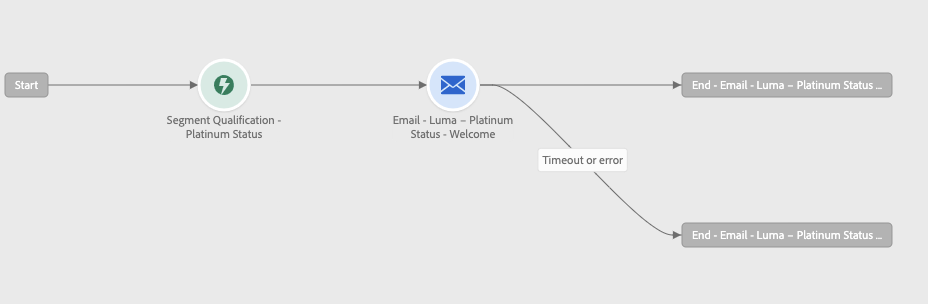 Start
Segment Qualification -
Platinum Status
Email - Luma – Platinum
Status - Welcome
End - Email - Luma – Platinum Status ...
Timeout or error
End - Email - Luma – Platinum Status ...